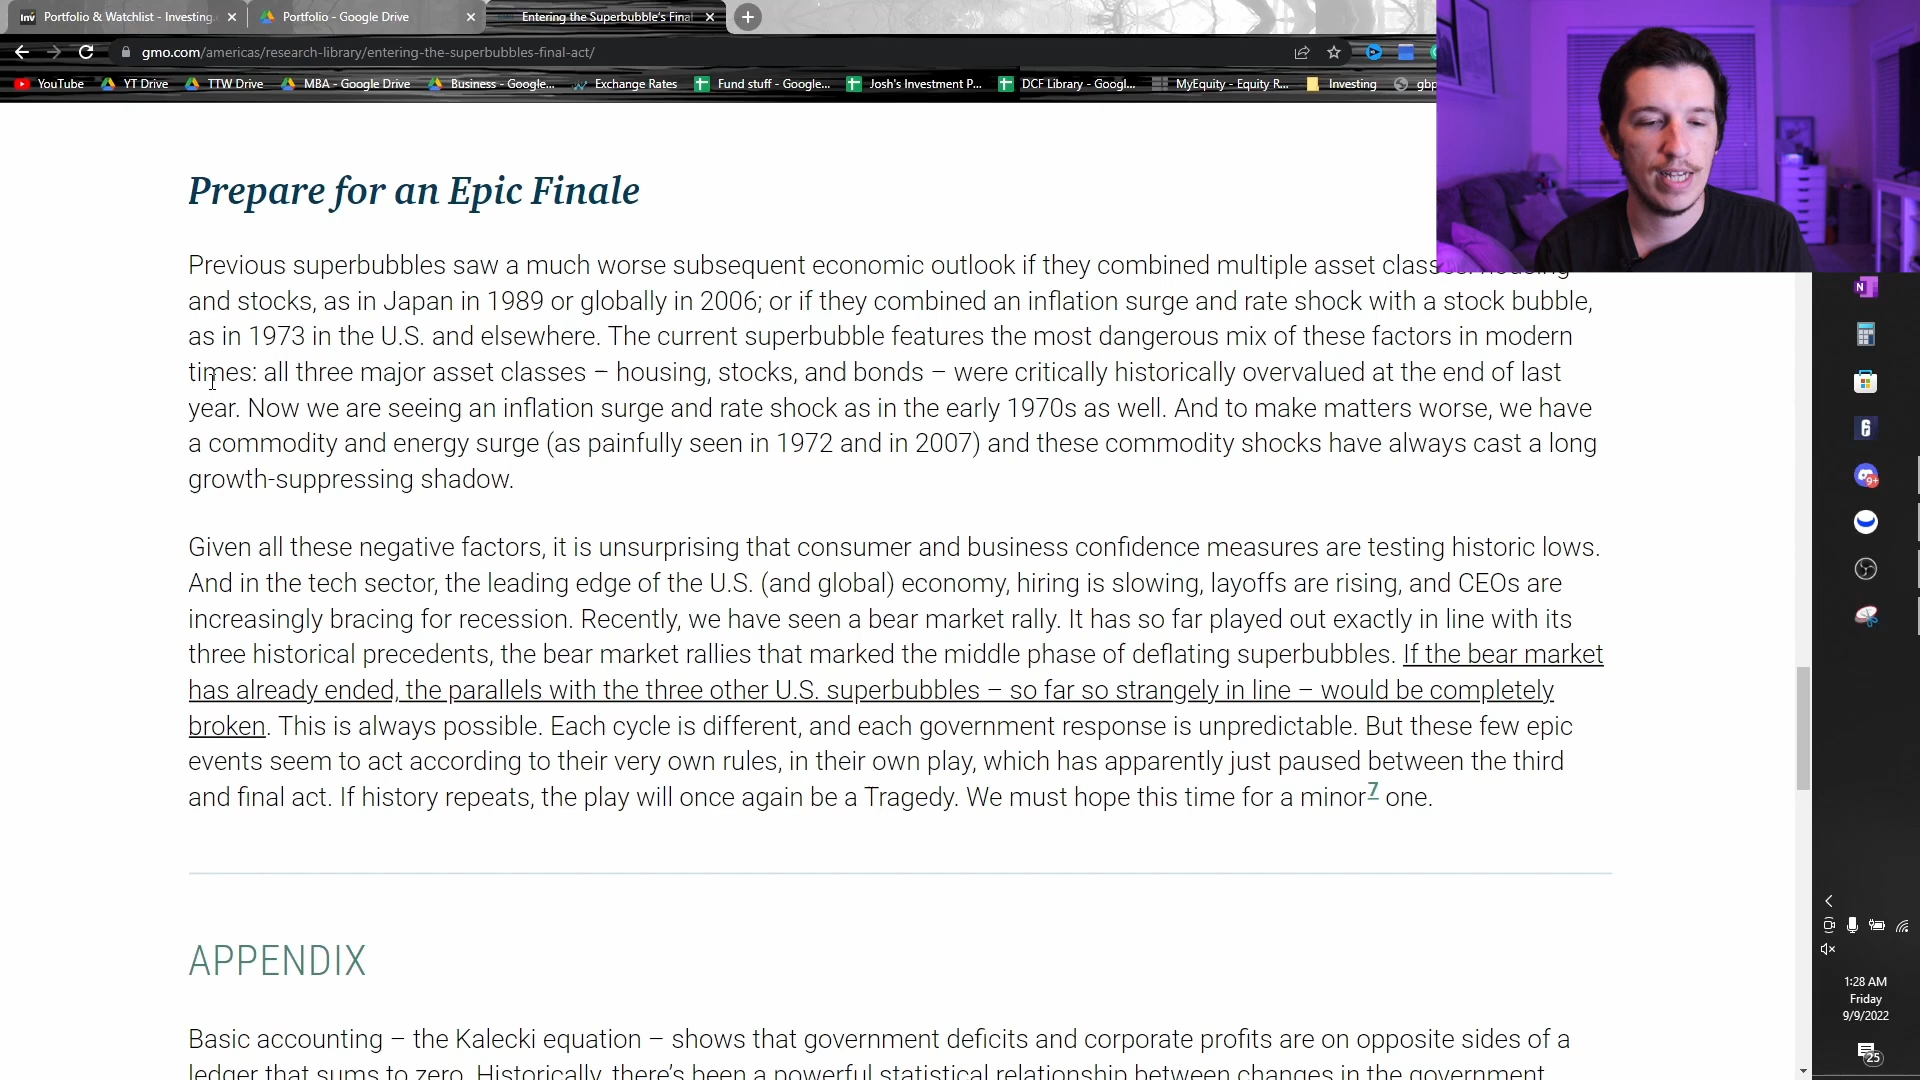 Portfolio & Watchlist - Investing.
Portfolio - Google Drive
Entering the Superbubble's Fina
gmo.com/americas/research-library/entering-the-superbubbles-final-act/
YouTube
YT Drive
TTW Drive
MBA - Google Drive
Business - Google...
Exchange Rates
Fund stuff - Google...
Josh's Investment P...
DCF Library - Googl...
MyEquity - Equity R...
Investing
gbp
Prepare for an Epic Finale
Previous superbubbles saw a much worse subsequent economic outlook if they combined multiple asset classes: housing
and stocks, as in Japan in 1989 or globally in 2006; or if they combined an inflation surge and rate shock with a stock bubble,
as in 1973 in the U.S. and elsewhere. The current superbubble features the most dangerous mix of these factors in modern
times: all three major asset classes – housing, stocks, and bonds – were critically historically overvalued at the end of last
year. Now we are seeing an inflation surge and rate shock as in the early 1970s as well. And to make matters worse, we have
a commodity and energy surge (as painfully seen in 1972 and in 2007) and these commodity shocks have always cast a long
growth-suppressing shadow.
Given all these negative factors, it is unsurprising that consumer and business confidence measures are testing historic lows.
And in the tech sector, the leading edge of the U.S. (and global) economy, hiring is slowing, layoffs are rising, and CEOs are
increasingly bracing for recession. Recently, we have seen a bear market rally. It has so far played out exactly in line with its
three historical precedents, the bear market rallies that marked the middle phase of deflating superbubbles. If the bear market
has already ended, the parallels with the three other U.S. superbubbles – so far so strangely in line – would be completely
broken. This is always possible. Each cycle is different, and each government response is unpredictable. But these few epic
events seem to act according to their very own rules, in their own play, which has apparently just paused between the third
and final act. If history repeats, the play will once again be a Tragedy. We must hope this time for a minor7 one.
APPENDIX
Basic accounting – the Kalecki equation – shows that government deficits and corporate profits are on opposite sides of a
ledger that sums to zero. Historically, there's been a powerful statistical relationship between changes in the government
N
6
9+
1:28 AM
Friday
9/9/2022
25